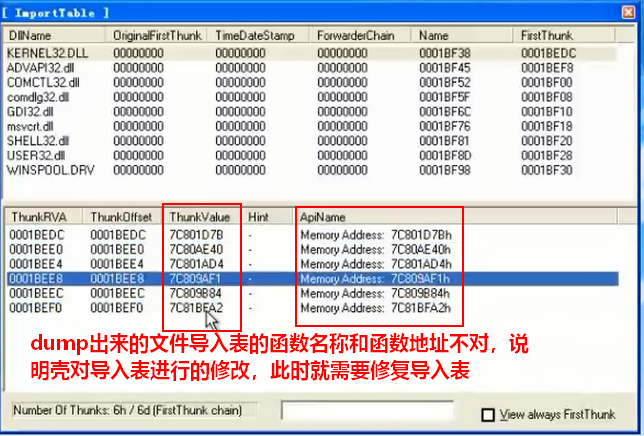 [ ImportTable ]
DllName OriginalFirstThunk TimeDateStamp ForwarderChain Name FirstThunk
KERNEL32.DLL 00000000 00000000 00000000 0001BF38 0001BEDC
ADVAPI32.dll 00000000 00000000 00000000 0001BF45 0001BEF8
COMCTL32.dll 00000000 00000000 00000000 0001BF52 0001BF00
comdlg32.dll 00000000 00000000 00000000 0001BF5F 0001BF08
GDI32.dll 00000000 00000000 00000000 0001BF6C 0001BF10
msvcrt.dll 00000000 00000000 00000000 0001BF76 0001BF18
SHELL32.dll 00000000 00000000 00000000 0001BF81 0001BF20
USER32.dll 00000000 00000000 00000000 0001BF8D 0001BF28
WINSPOOL.DRV 00000000 00000000 00000000 0001BF98 0001BF30
ThunkRVA ThunkOffset ThunkValue Hint ApiName
0001BEDC 0001BEDC 7C801D7B - Memory Address: 7C801D7Bh
0001BEE0 0001BEE0 7C80AE40 - Memory Address: 7C80AE40h
0001BEE4 0001BEE4 7C801AD4 - Memory Address: 7C801AD4h
0001BEE8 0001BEE8 7C809AF1 - Memory Address: 7C809AF1h
0001BEEC 0001BEEC 7C809B84 - Memory Address: 7C809B84h
0001BEF0 0001BEF0 7C81BFA2 - Memory Address: 7C81BFA2h
dump出来的文件导入表的函数名称和函数地址不对，说
明壳对导入表进行的修改，此时就需要修复导入表
Number Of Thunks: 6h / 6d (FirstThunk chain) View always FirstThunk